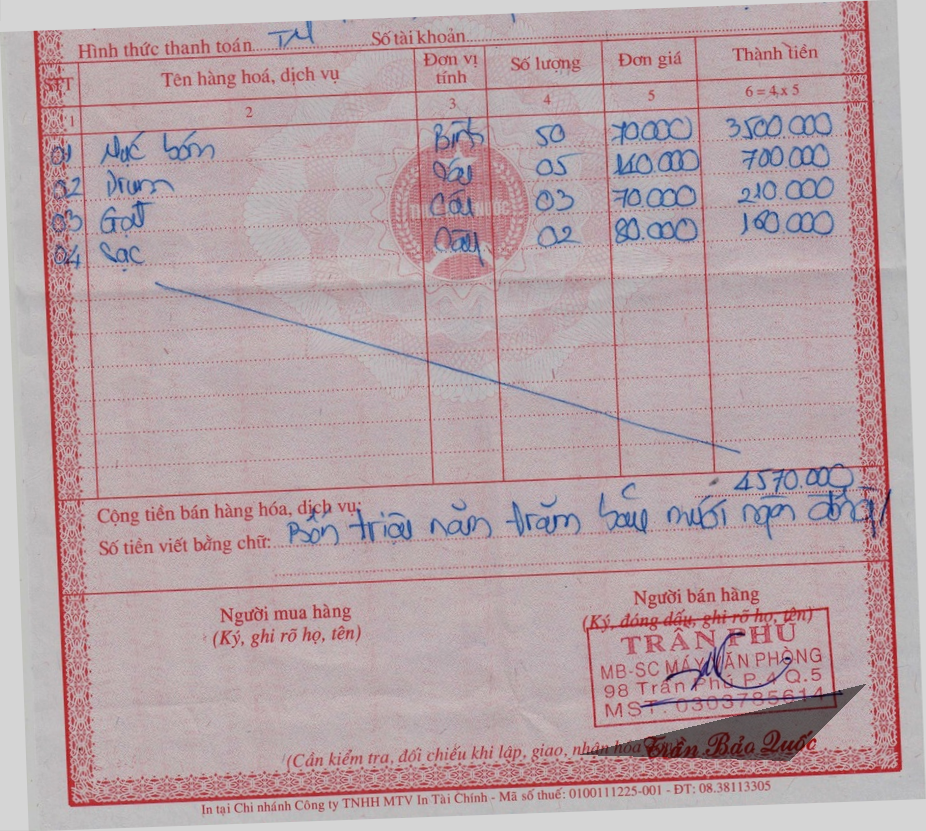 Hình thức thanh toán TM Số tài khoản
STT Tên hàng hoá, dịch vụ Đơn vị tính Số lượng Đơn giá Thành tiền
1 2 3 4 5 6 = 4 x 5
01 Mực bơm Bình 50 70.000 3500.000
02 Drum Cây 05 140.000 700.000
03 Gạt Cây 03 70.000 210.000
04 Sạc Cây 02 80.000 160.000
Cộng tiền bán hàng hóa, dịch vụ: 4570.000
Số tiền viết bằng chữ: Bốn triệu năm trăm bảy mươi ngàn đồng
Người mua hàng Người bán hàng
(Ký, ghi rõ họ, tên) (Ký, đóng dấu, ghi rõ họ, tên)
TRẦN PHÚ
MB-SC MÁY VĂN PHÒNG
98 Trần Phú P.4 Q.5
MST: 0303785614
(Cần kiểm tra, đối chiếu khi lập, giao, nhận hóa Trần Bảo Quốc
In tại Chi nhánh Công ty TNHH MTV In Tài Chính - Mã số thuế: 0100111225-001 - ĐT: 08.38113305